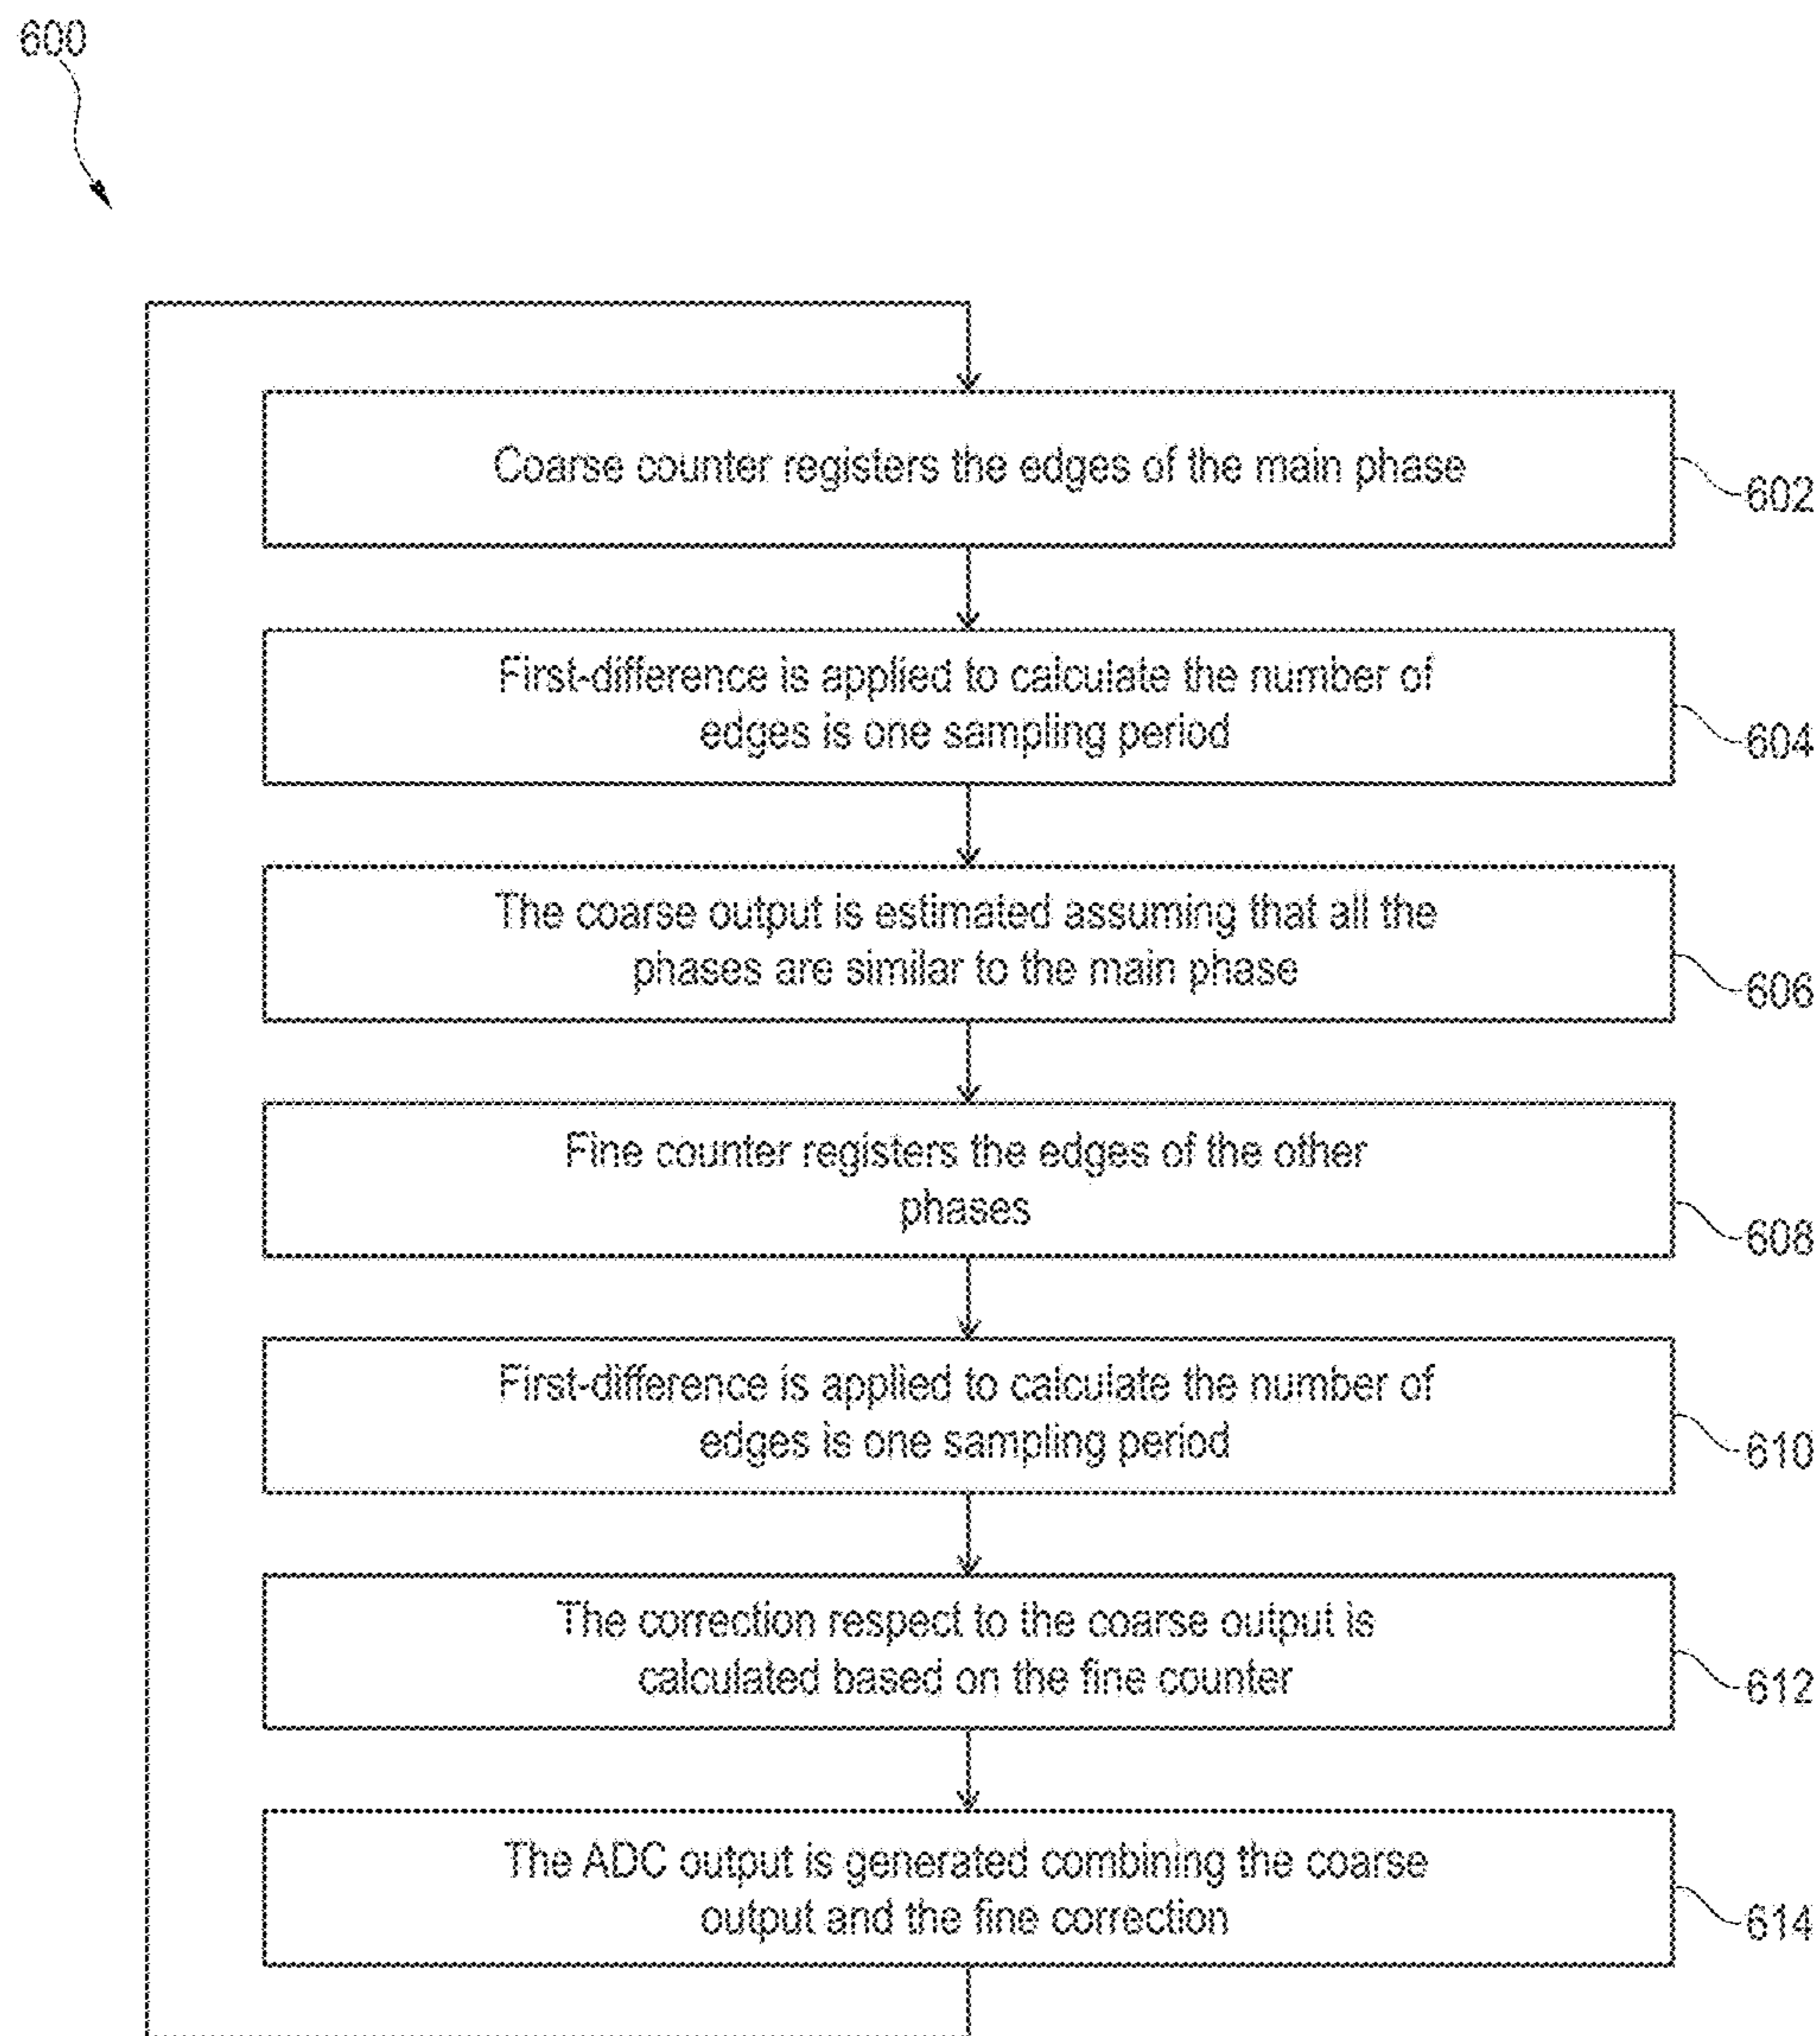 600
Coarse counter registers the edges of the main phase
602
First-difference is applied to calculate the number of
edges is one sampling period
604
The coarse output is estimated assuming that all the
phases are similar to the main phase
606
Fine counter registers the edges of the other
phases
608
First-difference is applied to calculate the number of
edges is one sampling period
610
The correction respect to the coarse output is
calculated based on the fine counter
612
The ADC output is generated combining the coarse
output and the fine correction
614